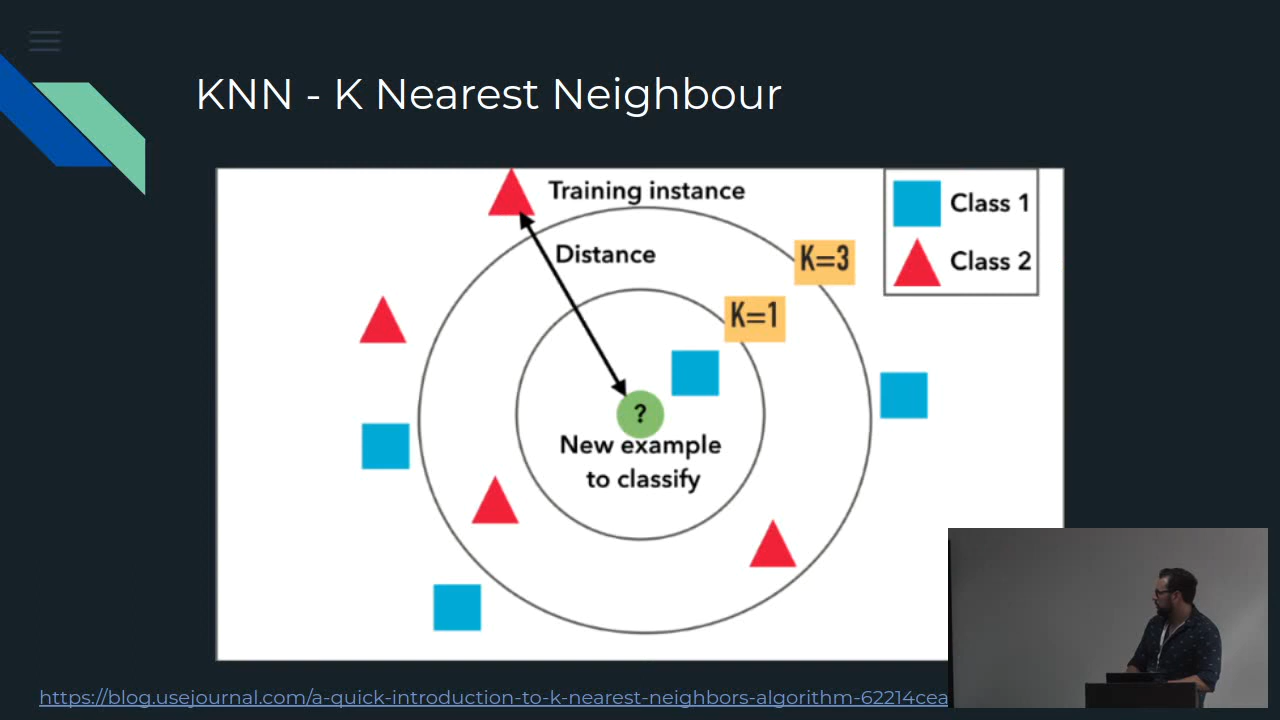 KNN - K Nearest Neighbour
Training instance
Class 1
Distance
K=3
Class 2
K=1
?
New example
to classify
https://blog.usejournal.com/a-quick-introduction-to-k-nearest-neighbors-algorithm-62214cea